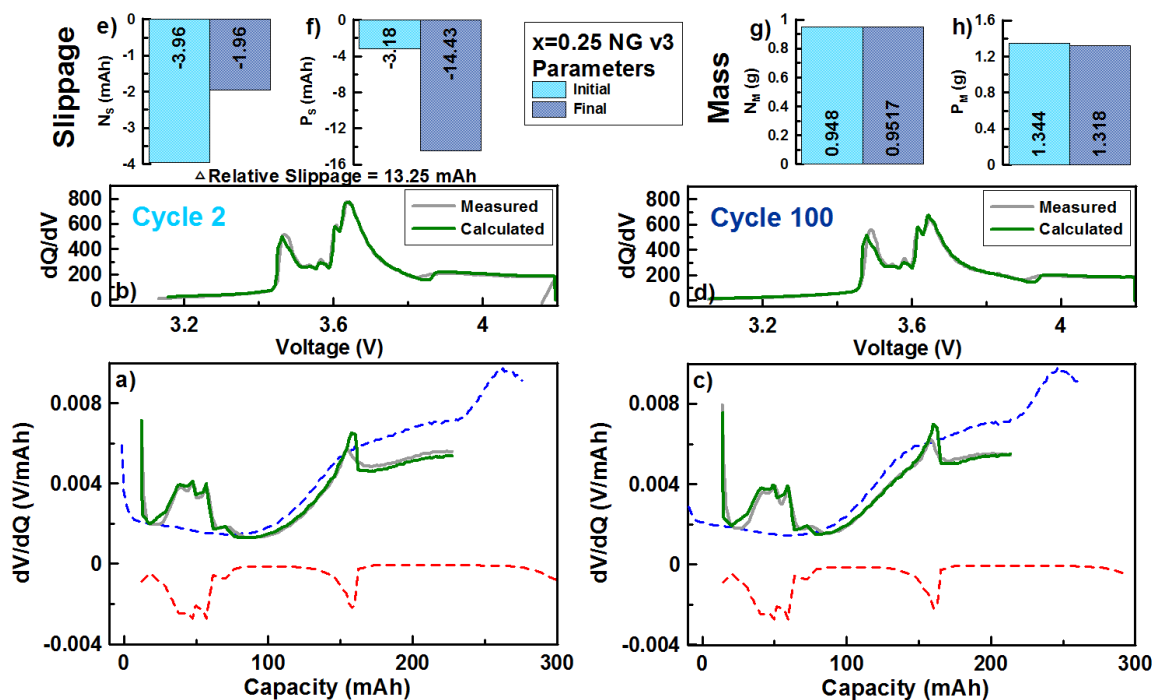 Slippage
e)
N_S (mAh)
0
-1
-2
-3
-4
-3.96
-1.96
f)
P_S (mAh)
0
-4
-8
-12
-16
-3.18
-14.43
△ Relative Slippage = 13.25 mAh
x=0.25 NG v3
Parameters
Initial
Final
Mass
g)
N_M (g)
1
0.8
0.6
0.4
0.2
0
0.948
0.9517
h)
P_M (g)
1.6
1.2
0.8
0.4
0.0
1.344
1.318
dQ/dV
800
600
400
200
0
b)
Cycle 2
Measured
Calculated
3.2 3.6 4
Voltage (V)
dQ/dV
800
600
400
200
0
d)
Cycle 100
Measured
Calculated
3.2 3.6 4
Voltage (V)
a)
dV/dQ (V/mAh)
0.008
0.004
0
-0.004
0 100 200 300
Capacity (mAh)
c)
dV/dQ (V/mAh)
0.008
0.004
0
-0.004
0 100 200 300
Capacity (mAh)